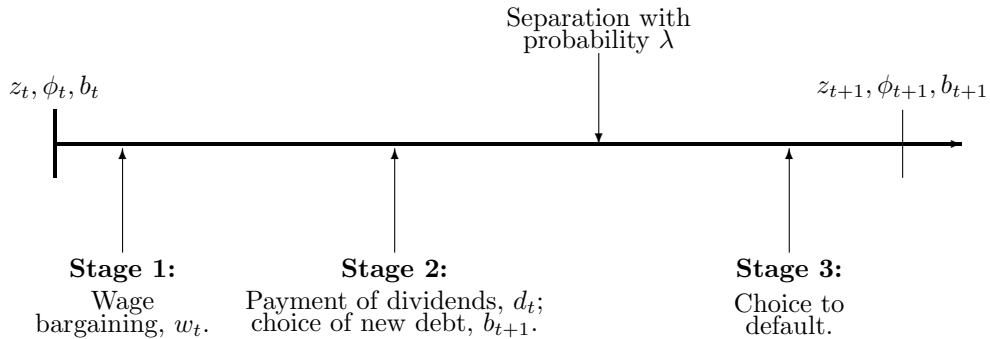 Separation with
probability λ
z_t, ϕ_t, b_t
z_{t+1}, ϕ_{t+1}, b_{t+1}
Stage 1:
Wage
bargaining, w_t.
Stage 2:
Payment of dividends, d_t;
choice of new debt, b_{t+1}.
Stage 3:
Choice to
default.